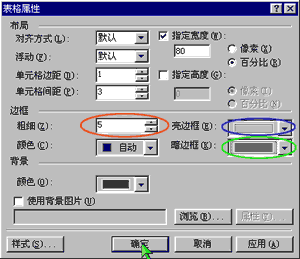 表格属性
布局
对齐方式(L): 默认 指定宽度(W):
浮动(F): 默认 80 像素(X) 百分比(R)
单元格边距(D): 1 指定高度(G):
单元格间距(P): 3 0 像素(I) 百分比(N)
边框
粗细(Z): 5 亮边框(E):
颜色(O): 自动 暗边框(K):
背景
颜色(O):
使用背景图片(U)
浏览(B)... 属性(T)...
样式(S)... 确定 取消 应用(A)